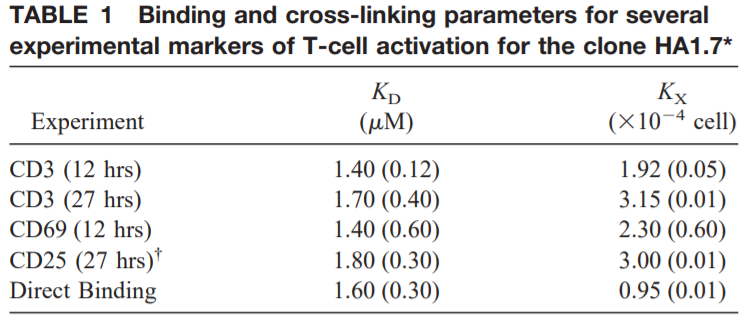 TABLE 1 Binding and cross-linking parameters for several
experimental markers of T-cell activation for the clone HA1.7*
Experiment K_D (μM) K_X (×10⁻⁴ cell)
CD3 (12 hrs) 1.40 (0.12) 1.92 (0.05)
CD3 (27 hrs) 1.70 (0.40) 3.15 (0.01)
CD69 (12 hrs) 1.40 (0.60) 2.30 (0.60)
CD25 (27 hrs)† 1.80 (0.30) 3.00 (0.01)
Direct Binding 1.60 (0.30) 0.95 (0.01)